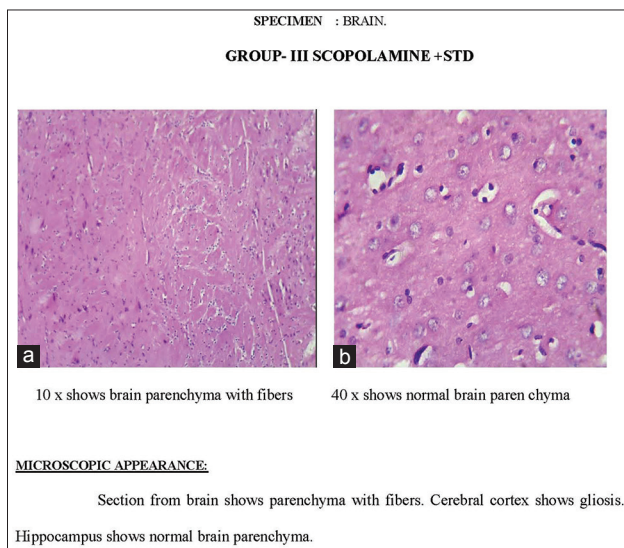 SPECIMEN : BRAIN.
GROUP- III SCOPOLAMINE +STD
a
b
10 x shows brain parenchyma with fibers
40 x shows normal brain paren chyma
MICROSCOPIC APPEARANCE:
Section from brain shows parenchyma with fibers. Cerebral cortex shows gliosis.
Hippocampus shows normal brain parenchyma.